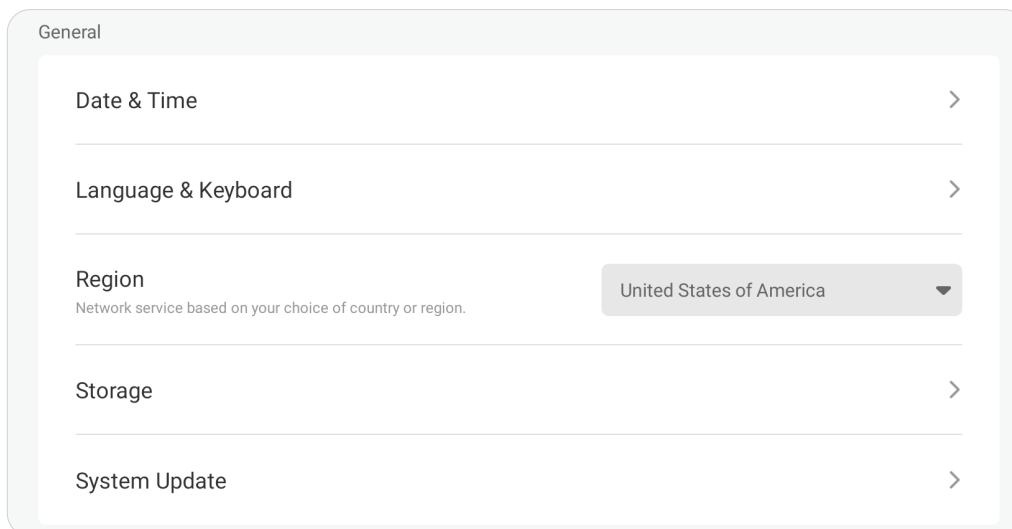 General
Date & Time
Language & Keyboard
Region
Network service based on your choice of country or region.
United States of America
Storage
System Update